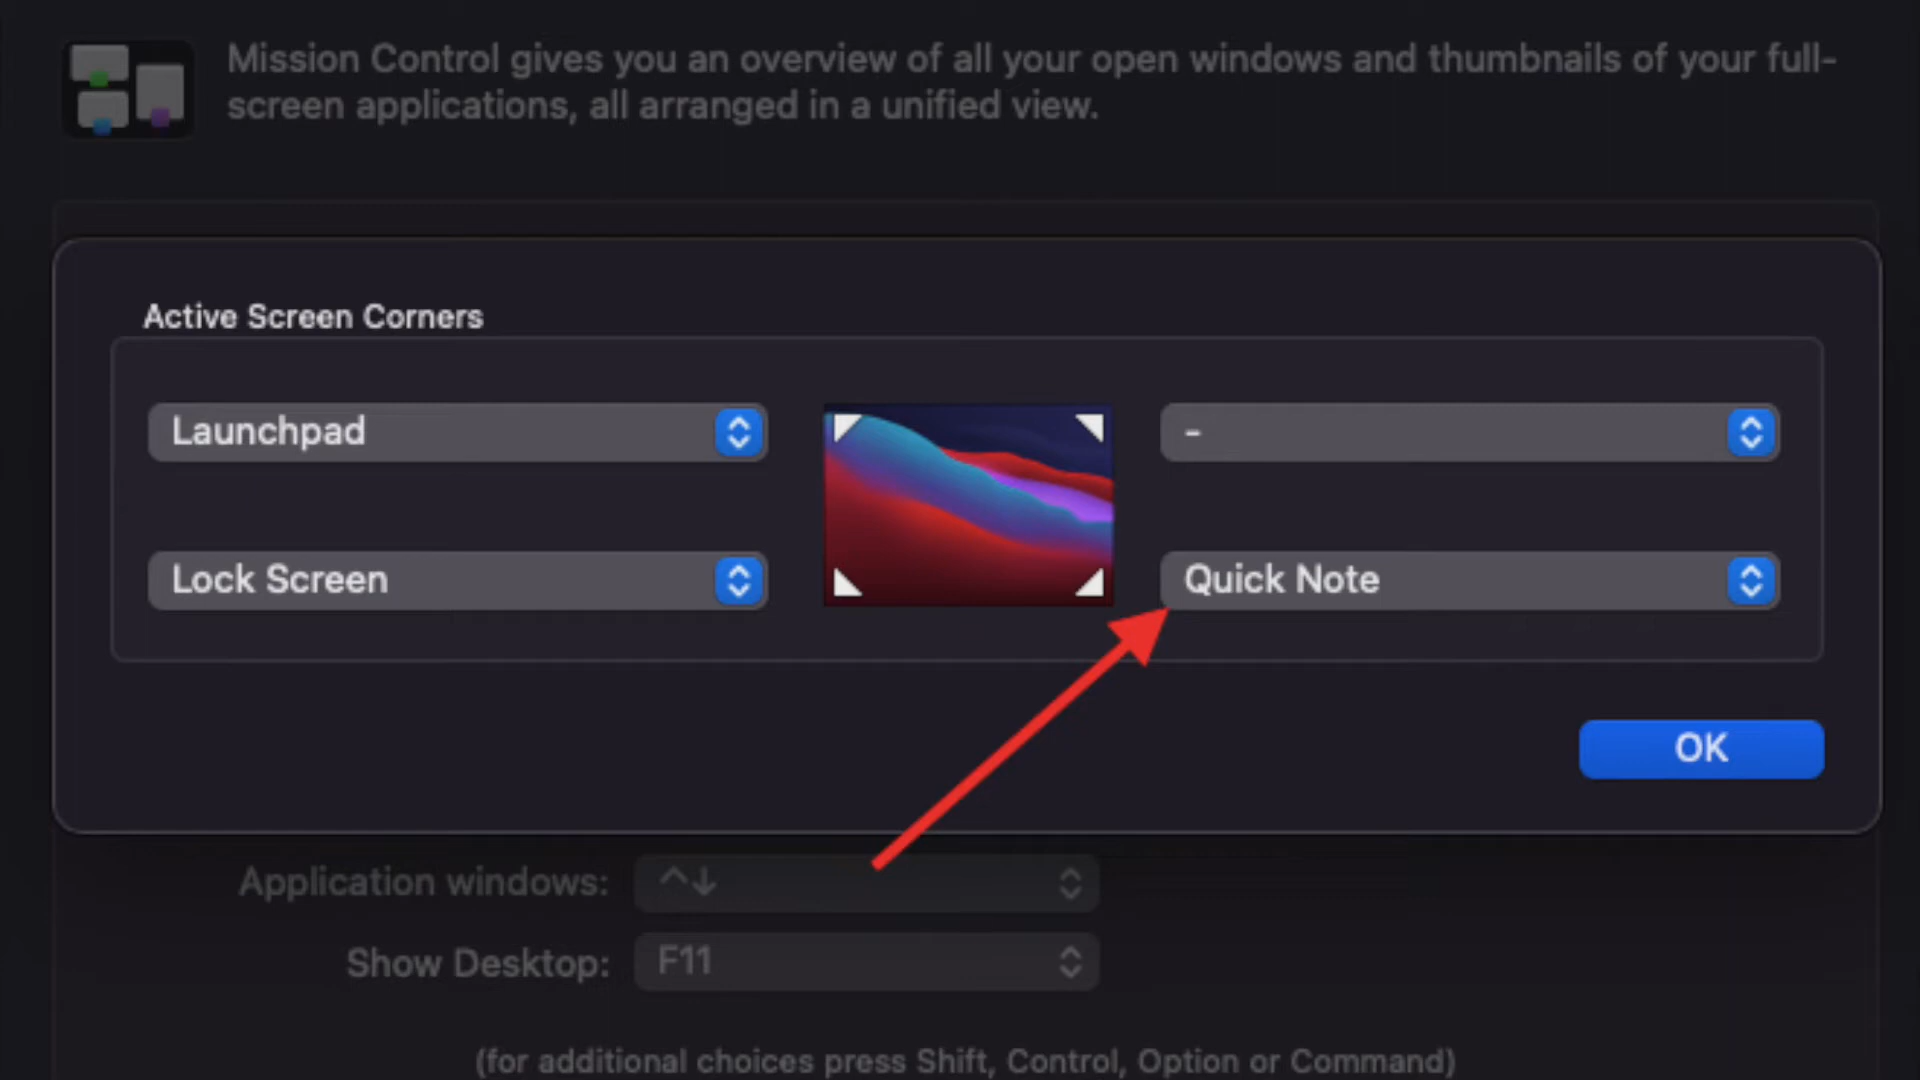 Mission Control gives you an overview of all your open windows and thumbnails of your full-
screen applications, all arranged in a unified view.
Active Screen Corners
Launchpad
-
Lock Screen
Quick Note
OK
Application windows: ^↓
Show Desktop: F11
(for additional choices press Shift, Control, Option or Command)